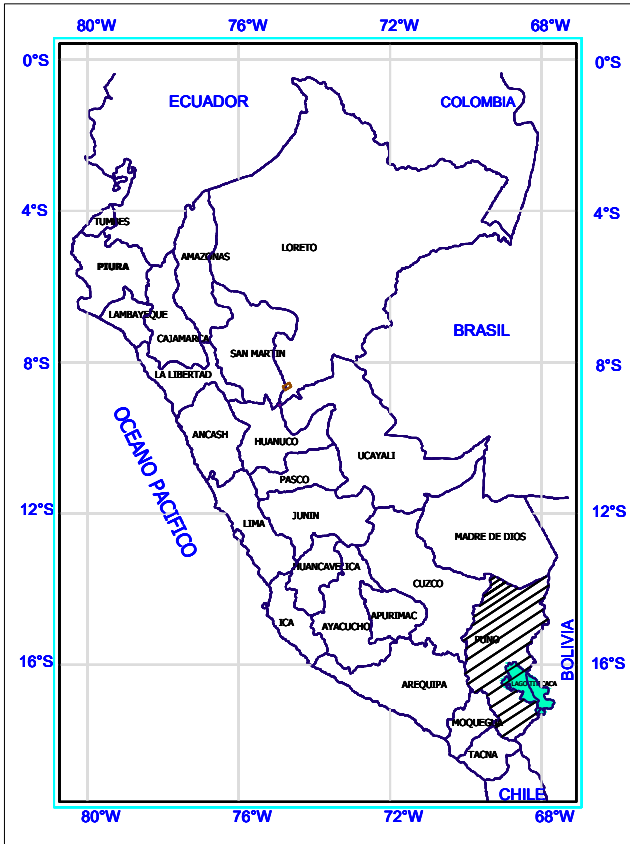 80°W 76°W 72°W 68°W
0°S 0°S
ECUADOR COLOMBIA
4°S 4°S
TUMBES
LORETO
AMAZONAS
PIURA
LAMBAYEQUE
BRASIL
CAJAMARCA
SAN MARTIN
8°S 8°S
LA LIBERTAD
OCEANO PACIFICO
ANCASH
HUANUCO
UCAYALI
PASCO
12°S 12°S
JUNIN
LIMA
MADRE DE DIOS
HUANCAVELICA
CUZCO
APURIMAC
ICA
AYACUCHO
PUNO
BOLIVIA
16°S 16°S
AREQUIPA
LAGO TITICACA
MOQUEGUA
TACNA
CHILE
80°W 76°W 72°W 68°W